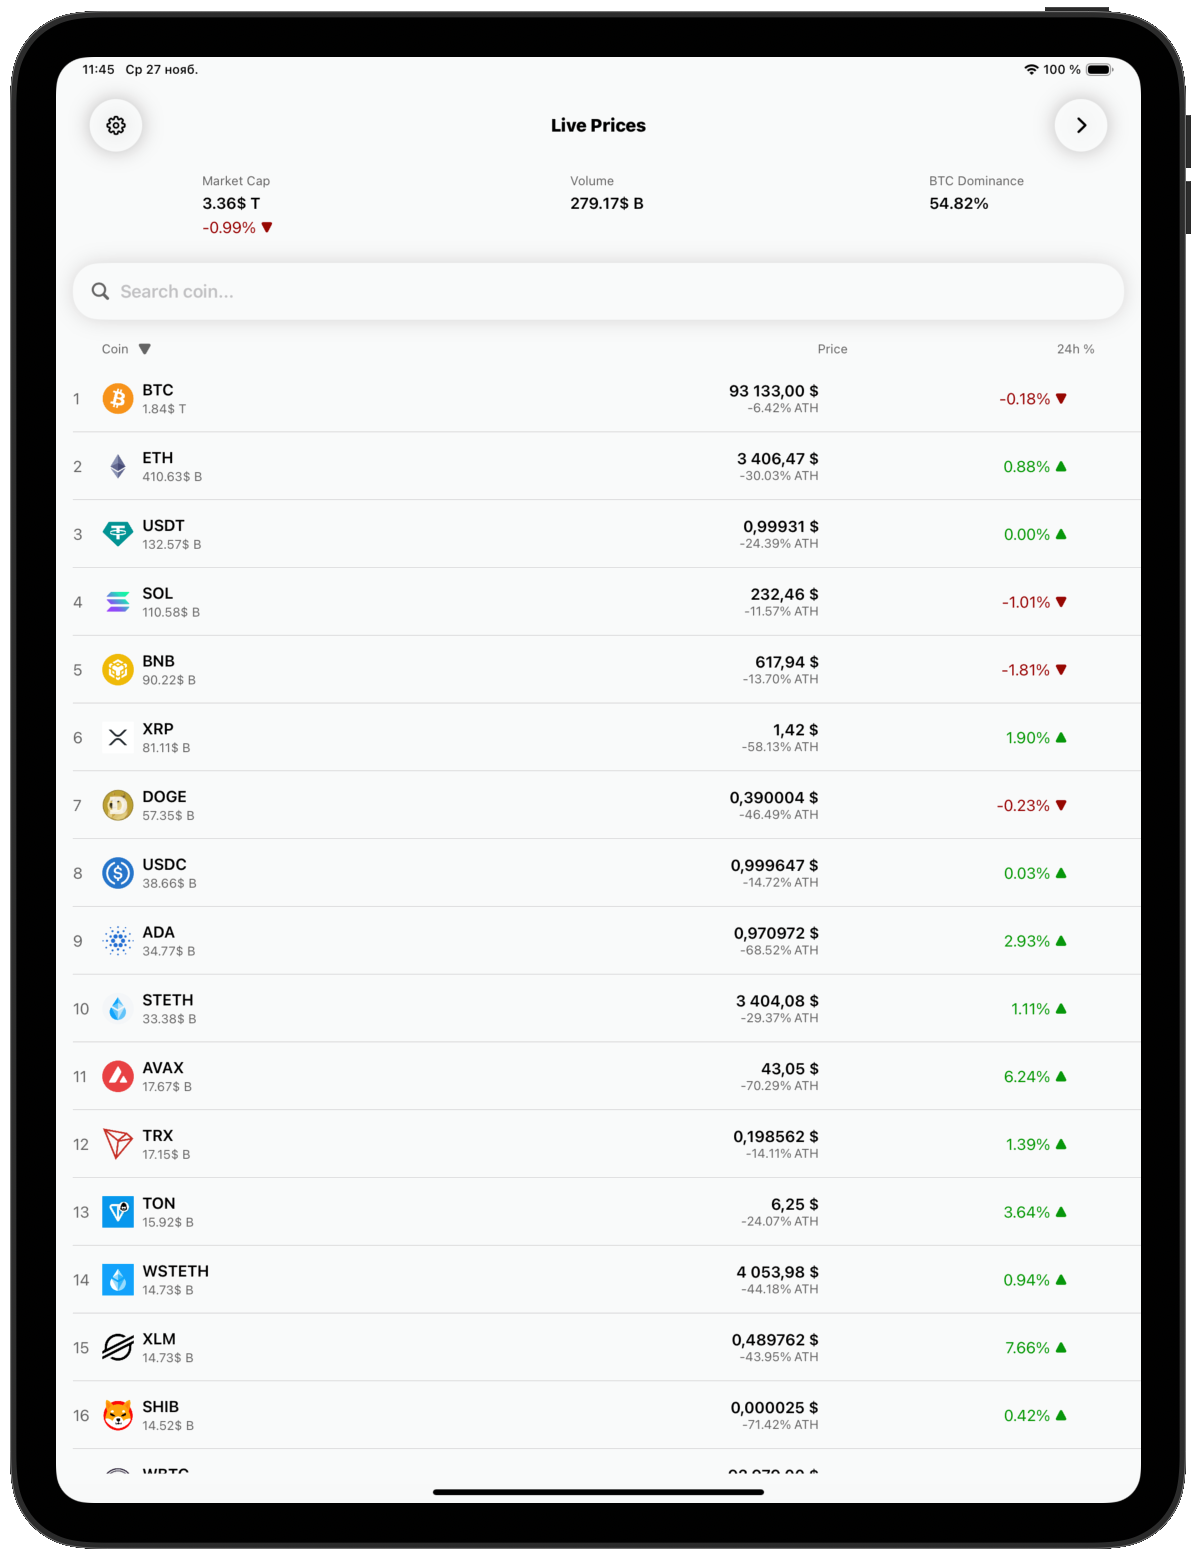 11:45 Ср 27 нояб. 100 %
Live Prices
Market Cap Volume BTC Dominance
3.36$ T 279.17$ B 54.82%
-0.99%
Search coin...
Coin Price 24h %
1 BTC 93 133,00 $ -0.18%
1.84$ T -6.42% ATH
2 ETH 3 406,47 $ 0.88%
410.63$ B -30.03% ATH
3 USDT 0,99931 $ 0.00%
132.57$ B -24.39% ATH
4 SOL 232,46 $ -1.01%
110.58$ B -11.57% ATH
5 BNB 617,94 $ -1.81%
90.22$ B -13.70% ATH
6 XRP 1,42 $ 1.90%
81.11$ B -58.13% ATH
7 DOGE 0,390004 $ -0.23%
57.35$ B -46.49% ATH
8 USDC 0,999647 $ 0.03%
38.66$ B -14.72% ATH
9 ADA 0,970972 $ 2.93%
34.77$ B -68.52% ATH
10 STETH 3 404,08 $ 1.11%
33.38$ B -29.37% ATH
11 AVAX 43,05 $ 6.24%
17.67$ B -70.29% ATH
12 TRX 0,198562 $ 1.39%
17.15$ B -14.11% ATH
13 TON 6,25 $ 3.64%
15.92$ B -24.07% ATH
14 WSTETH 4 053,98 $ 0.94%
14.73$ B -44.18% ATH
15 XLM 0,489762 $ 7.66%
14.73$ B -43.95% ATH
16 SHIB 0,000025 $ 0.42%
14.52$ B -71.42% ATH
WBTC